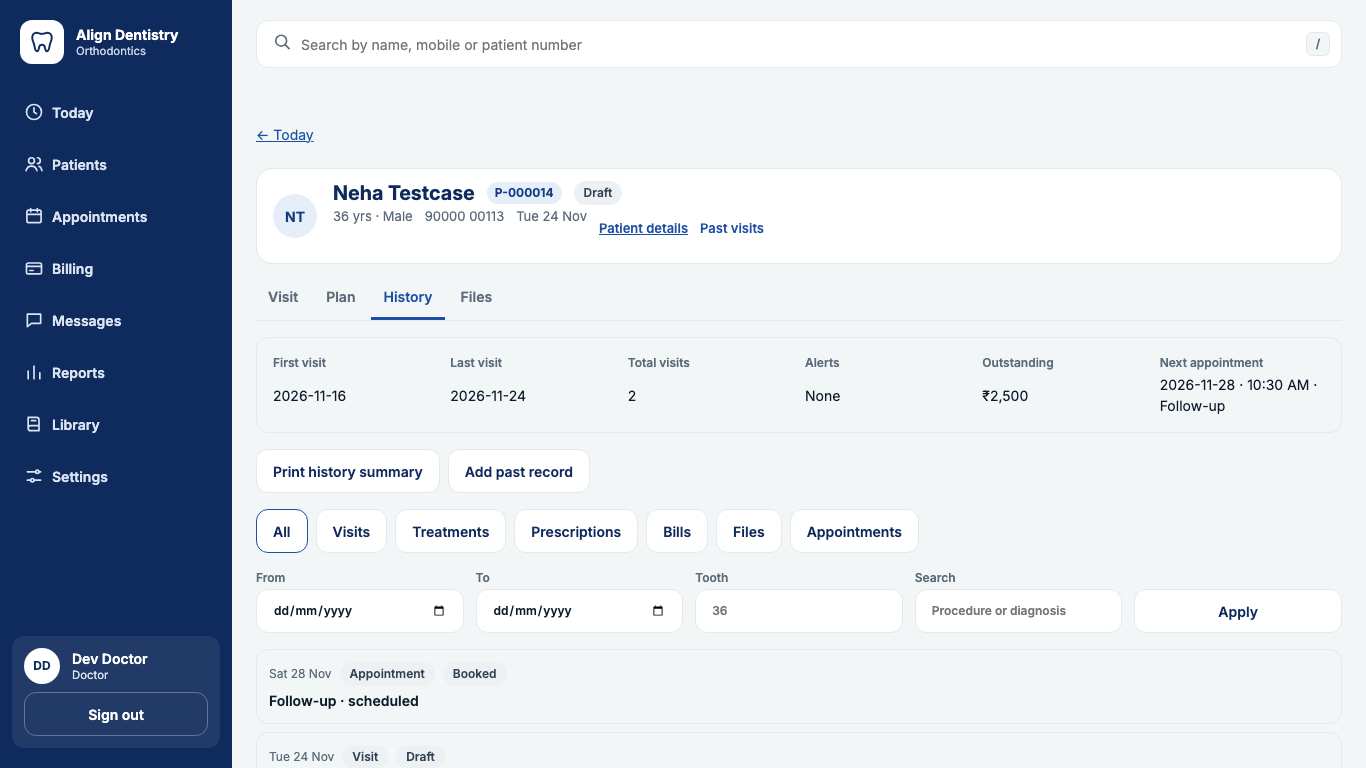 Align Dentistry
Orthodontics
Today
Patients
Appointments
Billing
Messages
Reports
Library
Settings
DD
Dev Doctor
Doctor
Sign out
Search by name, mobile or patient number
/
← Today
NT
Neha Testcase P-000014 Draft
36 yrs · Male 90000 00113 Tue 24 Nov
Patient details Past visits
Visit Plan History Files
First visit Last visit Total visits Alerts Outstanding Next appointment
2026-11-16 2026-11-24 2 None ₹2,500 2026-11-28 · 10:30 AM ·
Follow-up
Print history summary Add past record
All Visits Treatments Prescriptions Bills Files Appointments
From To Tooth Search
dd/mm/yyyy dd/mm/yyyy 36 Procedure or diagnosis Apply
Sat 28 Nov Appointment Booked
Follow-up · scheduled
Tue 24 Nov Visit Draft